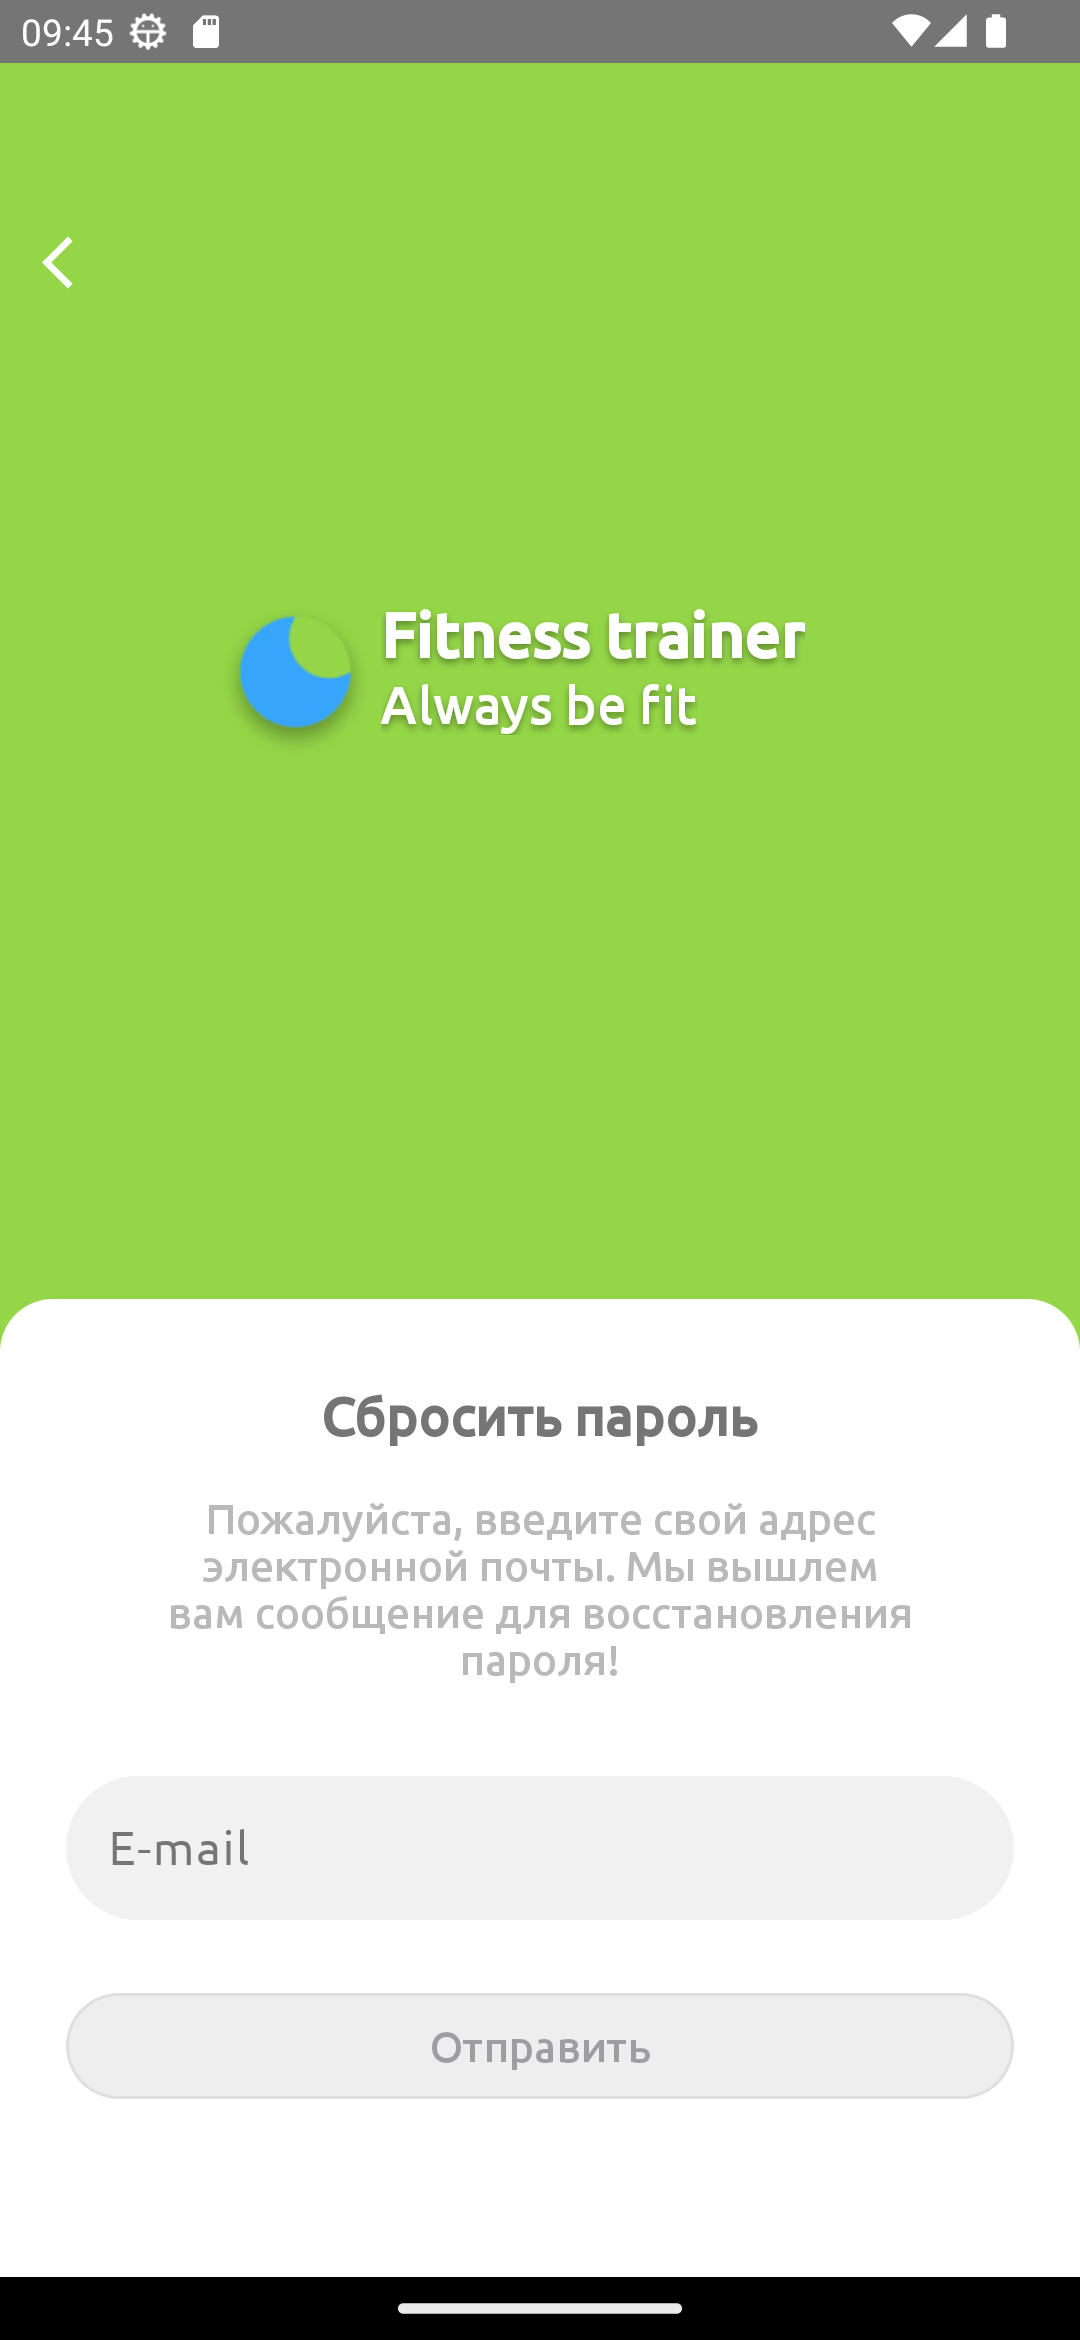 09:45
Fitness trainer
Always be fit
Сбросить пароль
Пожалуйста, введите свой адрес
электронной почты. Мы вышлем
вам сообщение для восстановления
пароля!
E-mail
Отправить